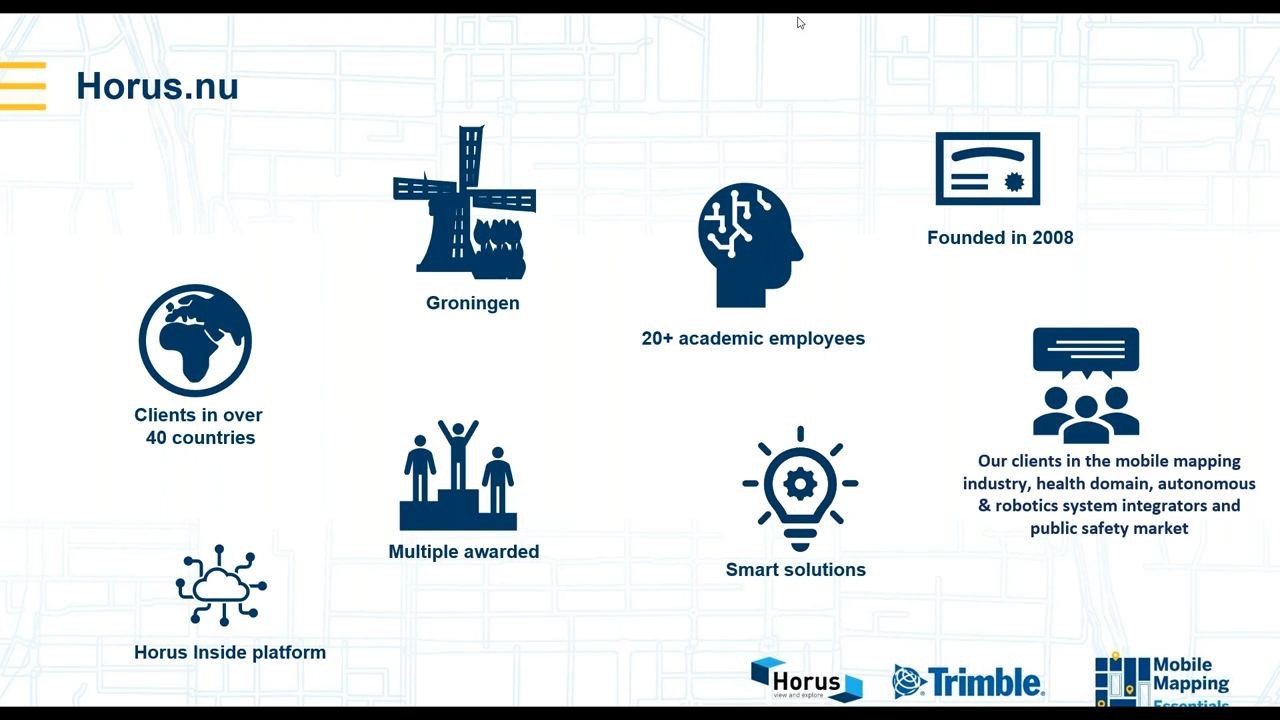 Horus.nu
Founded in 2008
Groningen
20+ academic employees
Clients in over
40 countries
Our clients in the mobile mapping
industry, health domain, autonomous
& robotics system integrators and
public safety market
Multiple awarded
Smart solutions
Horus Inside platform
Horus
view and explore
Trimble
Mobile
Mapping
Essentials